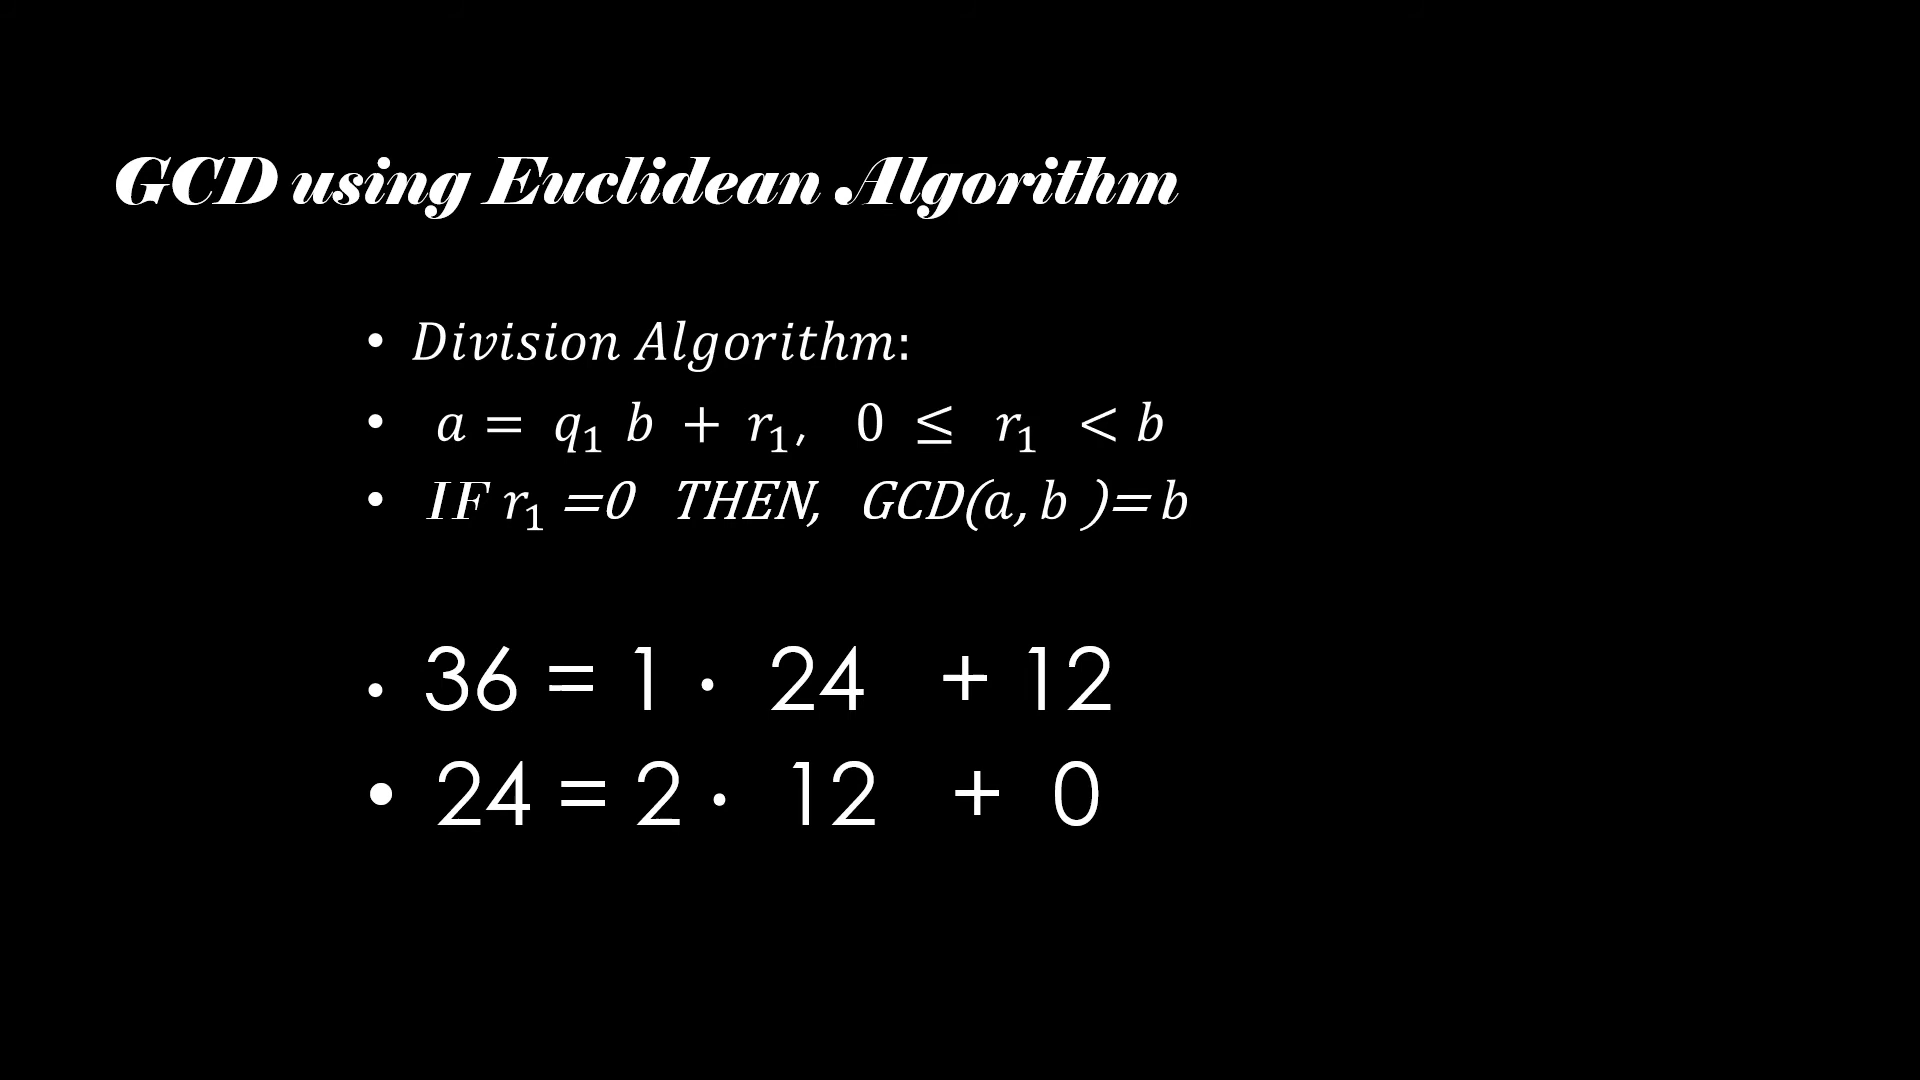 GCD using Euclidean Algorithm
• Division Algorithm:
• a = q₁ b + r₁, 0 ≤ r₁ < b
• IF r₁ =0 THEN, GCD(a, b )= b
• 36 = 1 · 24 + 12
• 24 = 2 · 12 + 0